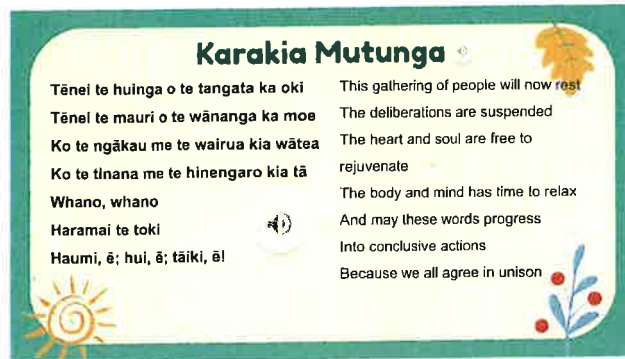 Karakia Mutunga
Tēnei te huinga o te tangata ka oki
Tēnei te mauri o te wānanga ka moe
Ko te ngākau me te wairua kia wātea
Ko te tinana me te hinengaro kia tā
Whano, whano
Haramai te toki
Haumi, ē; hui, ē; tāiki, ē!
This gathering of people will now rest
The deliberations are suspended
The heart and soul are free to
rejuvenate
The body and mind has time to relax
And may these words progress
Into conclusive actions
Because we all agree in unison